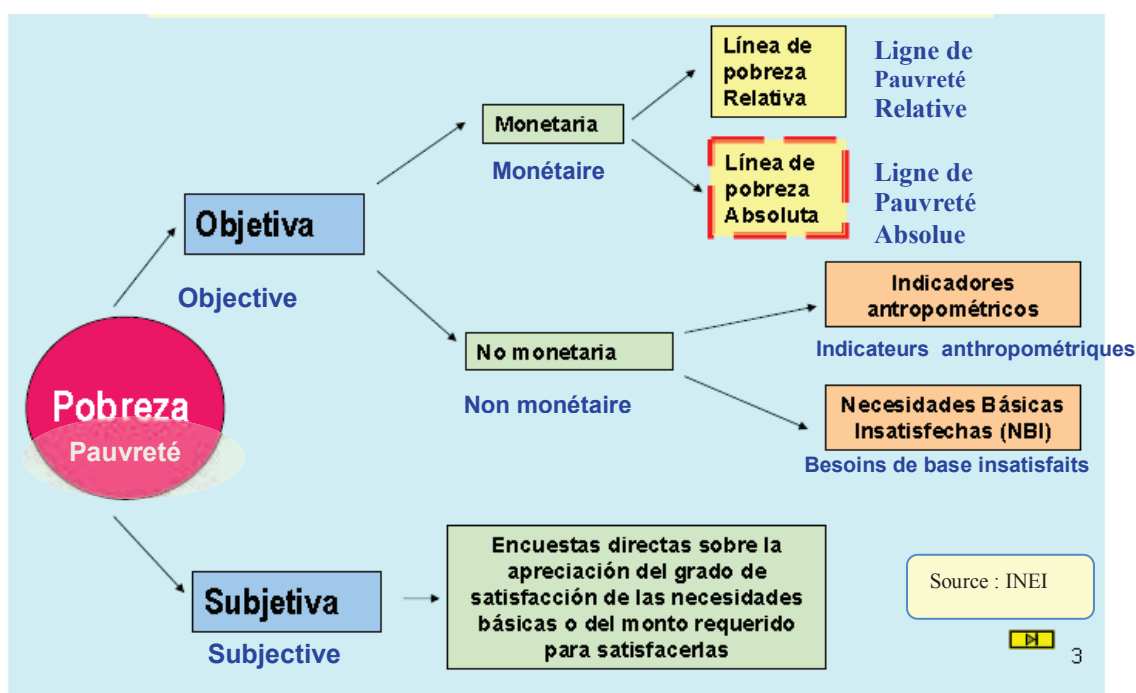 Línea de
pobreza
Relativa
Ligne de
Pauvreté
Relative
Monetaria
Monétaire
Línea de
pobreza
Absoluta
Ligne de
Pauvreté
Absolue
Objetiva
Objective
Indicadores
antropométricos
Indicateurs anthropométriques
No monetaria
Non monétaire
Necesidades Básicas
Insatisfechas (NBI)
Besoins de base insatisfaits
Pobreza
Pauvreté
Subjetiva
Subjective
Encuestas directas sobre la
apreciación del grado de
satisfacción de las necesidades
básicas o del monto requerido
para satisfacerlas
Source : INEI
3